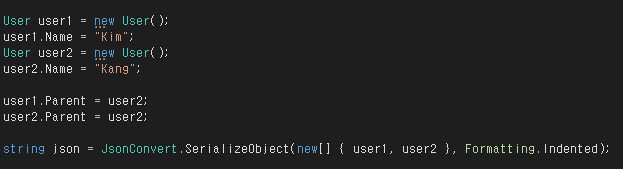 User user1 = new User();
user1.Name = "Kim";
User user2 = new User();
user2.Name = "Kang";
user1.Parent = user2;
user2.Parent = user2;
string json = JsonConvert.SerializeObject(new[] { user1, user2 }, Formatting.Indented);